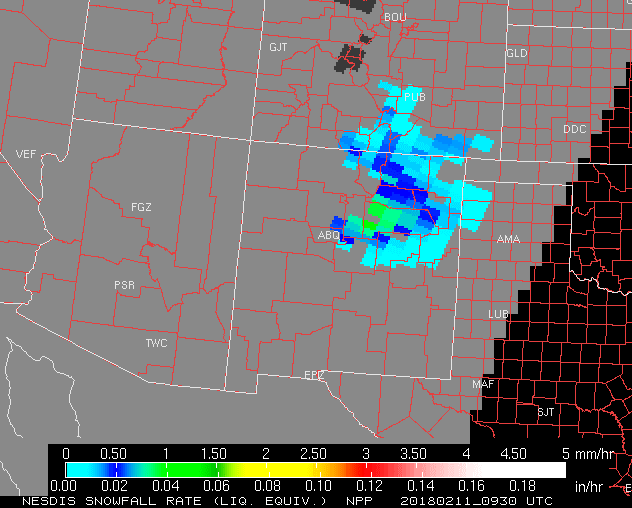 BOU
GJT
GLD
PUB
DDC
VEF
FGZ
ABQ
AMA
PSR
LUB
TWC
EPZ
MAF
SJT
0 0.50 1 1.50 2 2.50 3 3.50 4 4.50 5 mm/hr
0.00 0.02 0.04 0.06 0.08 0.10 0.12 0.14 0.16 0.18 in/hr
NESDIS SNOWFALL RATE (LIQ. EQUIV.) NPP 20180211_0930 UTC